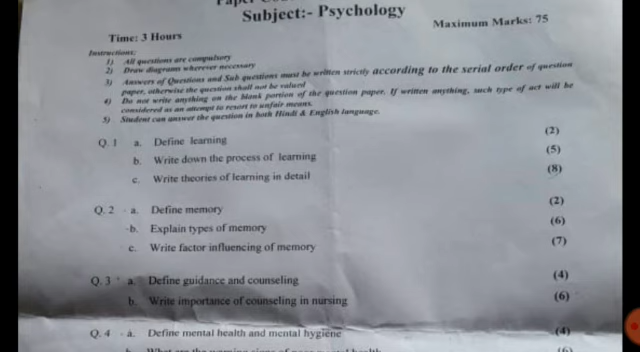 Subject:- Psychology
Maximum Marks: 75
Time: 3 Hours
Instructions:
1) All questions are compulsory
2) Draw diagrams wherever necessary
3) Answers of Questions and Sub questions must be written strictly according to the serial order of question
paper, otherwise the question shall not be valued
4) Do not write anything on the blank portion of the question paper. If written anything, such type of act will be
considered as an attempt to resort to unfair means.
5) Student can answer the question in both Hindi & English language.
Q. 1 a. Define learning (2)
b. Write down the process of learning (5)
c. Write theories of learning in detail (8)
Q. 2 a. Define memory (2)
b. Explain types of memory (6)
c. Write factor influencing of memory (7)
Q. 3 a. Define guidance and counseling (4)
b. Write importance of counseling in nursing (6)
Q. 4 a. Define mental health and mental hygiene (4)